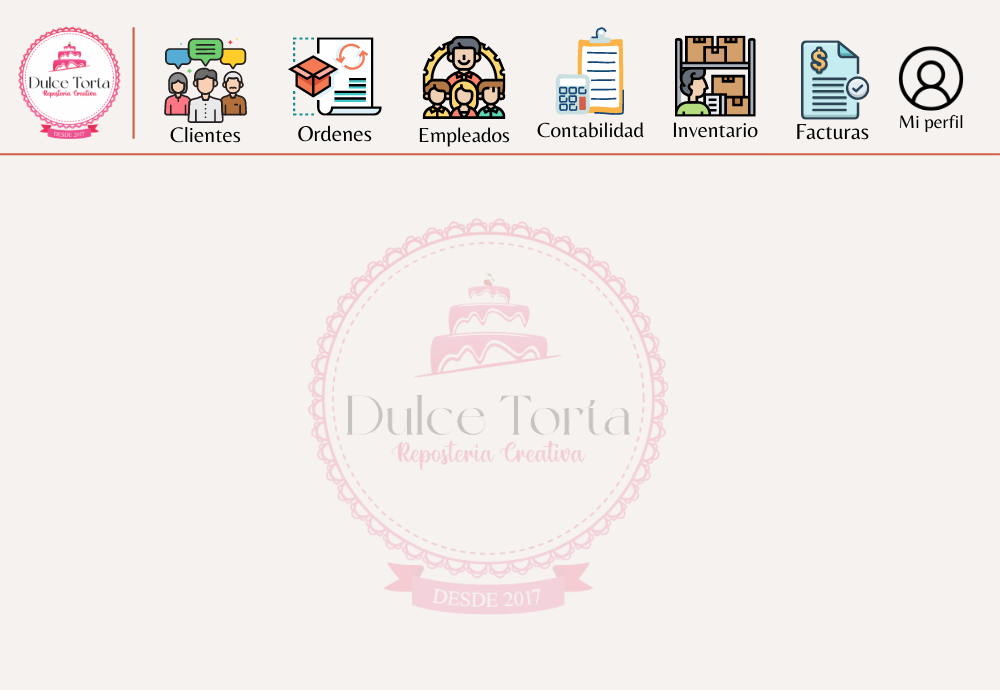 Dulce Torta
Reposteria Creativa
DESDE 2017
Clientes
Ordenes
Empleados
Contabilidad
Inventario
Facturas
Mi perfil
Dulce Torta
Reposteria Creativa
DESDE 2017